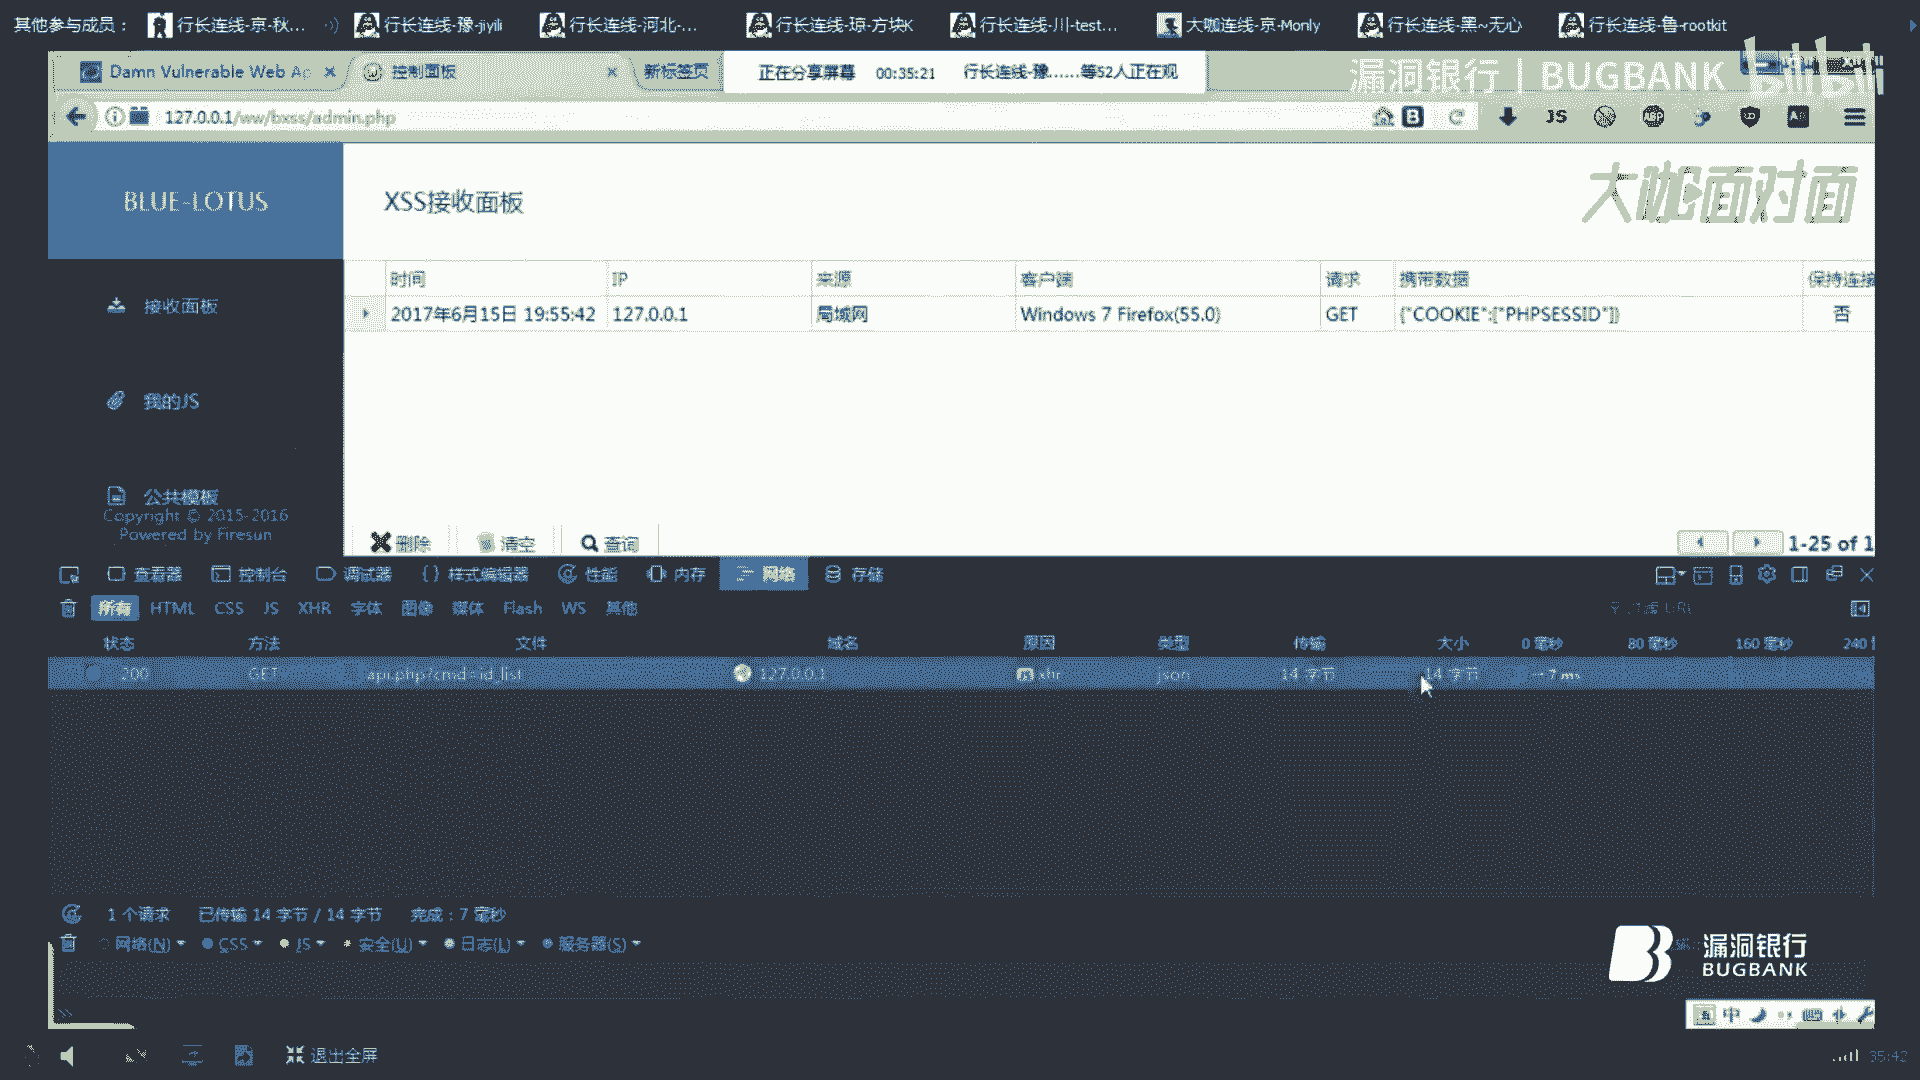 其他参与成员： 行长连线-京-秋... 行长连线-豫-jiyili 行长连线-河北-... 行长连线-琼-方块K 行长连线-川-test... 大咖连线-京-Monly 行长连线-黑~无心 行长连线-鲁-rootkit
Damn Vulnerable Web Ap 控制面板 新标签页 正在分享屏幕 00:35:21 行长连线-豫......等52人正在观
漏洞银行 | BUGBANK bilibili
127.0.0.1/ww/bxss/admin.php
B JS ABP
BLUE-LOTUS XSS接收面板
大咖面对面
时间 IP 来源 客户端 请求 携带数据 保持连接
2017年6月15日 19:55:42 127.0.0.1 局域网 Windows 7 Firefox(55.0) GET {"COOKIE":["PHPSESSID"]} 否
接收面板
我的JS
公共模板
Copyright © 2015-2016
Powered by Firesun
删除 清空 查询 1-25 of 1
查看器 控制台 调试器 {} 样式编辑器 性能 内存 网络 存储
所有 HTML CSS JS XHR 字体 图像 媒体 Flash WS 其他
状态 方法 文件 域名 原因 类型 传输 大小 0 毫秒 80 毫秒 160 毫秒 240
200 GET api.php?cmd=id_list 127.0.0.1 JS xhr json 14 字节 14 字节 → 7 ms
1 个请求 已传输 14 字节 / 14 字节 完成：7 毫秒
网络(N) CSS JS 安全(U) 日志(L) 服务器(S)
漏洞银行
BUGBANK
中
退出全屏 35:42